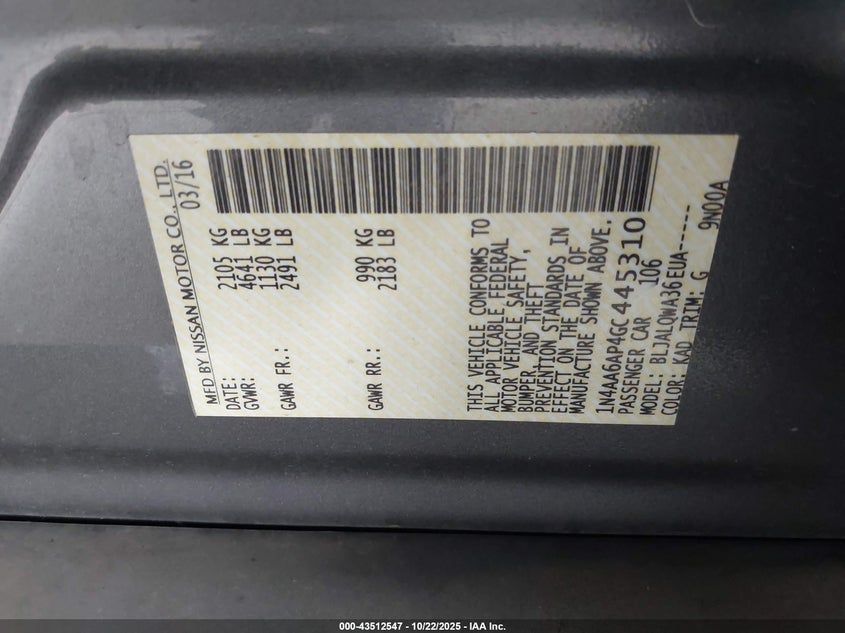 MFD BY NISSAN MOTOR CO., LTD.
DATE: 03/16
GVWR: 2105 KG
4641 LB
GAWR FR.: 1130 KG
2491 LB
GAWR RR.: 990 KG
2183 LB
THIS VEHICLE CONFORMS TO
ALL APPLICABLE FEDERAL
MOTOR VEHICLE SAFETY,
BUMPER, AND THEFT
PREVENTION STANDARDS IN
EFFECT ON THE DATE OF
MANUFACTURE SHOWN ABOVE.
1N4AA6AP4GC445310
PASSENGER CAR 106
MODEL: BLJALQWA36EUA------
COLOR: KAD TRIM: G 9N00A
000-43512547 - 10/22/2025 - IAA Inc.